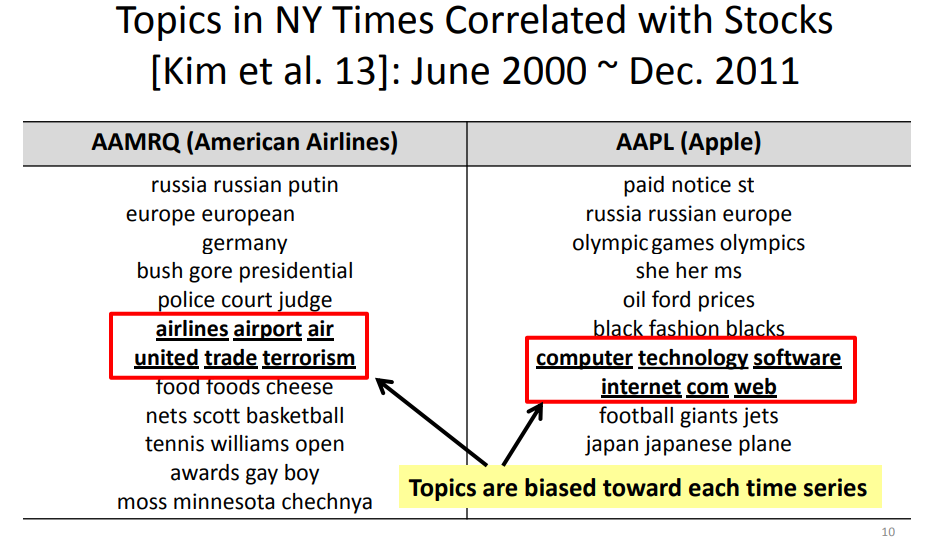 Topics in NY Times Correlated with Stocks
[Kim et al. 13]: June 2000 ~ Dec. 2011
AAMRQ (American Airlines)
russia russian putin
europe european
germany
bush gore presidential
police court judge
airlines airport air
united trade terrorism
food foods cheese
nets scott basketball
tennis williams open
awards gay boy
moss minnesota chechnya
AAPL (Apple)
paid notice st
russia russian europe
olympic games olympics
she her ms
oil ford prices
black fashion blacks
computer technology software
internet com web
football giants jets
japan japanese plane
Topics are biased toward each time series
10